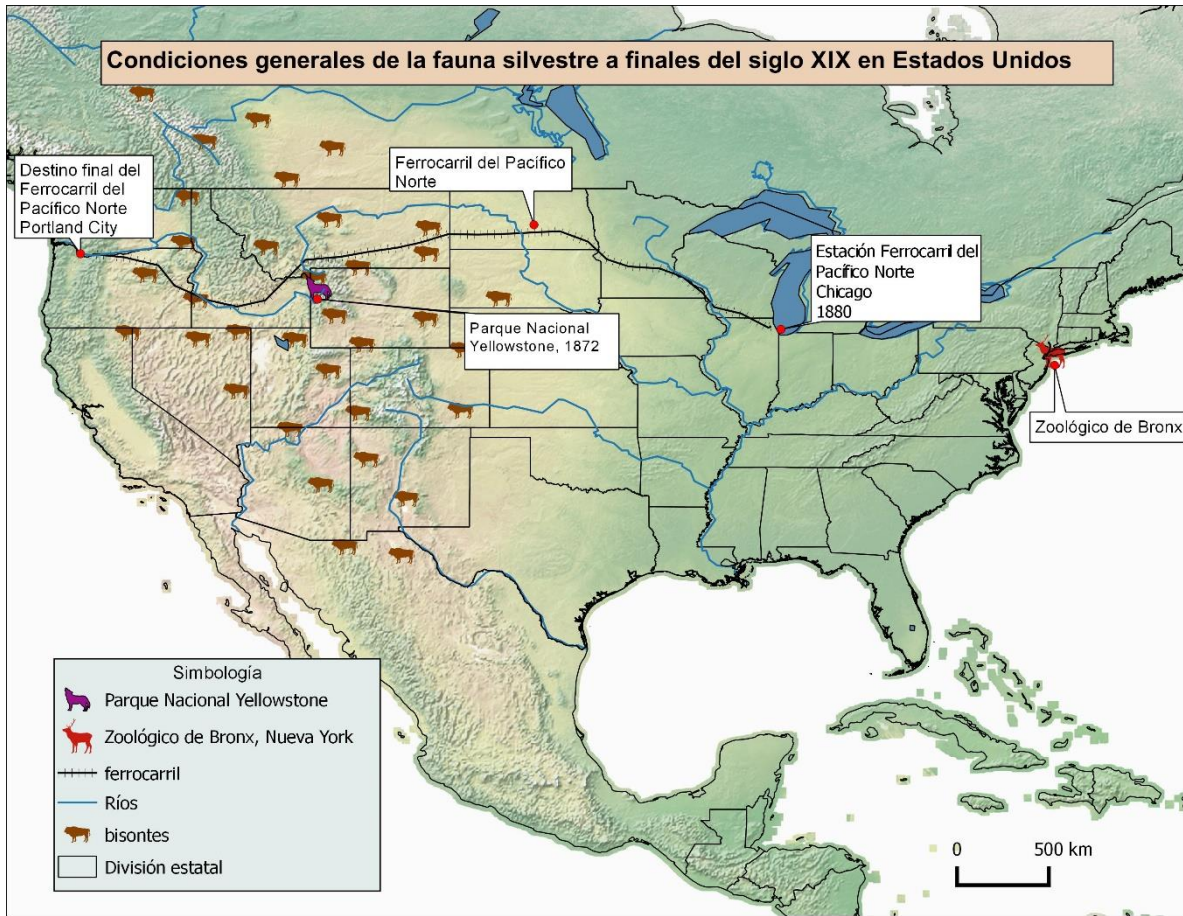 Condiciones generales de la fauna silvestre a finales del siglo XIX en Estados Unidos
Destino final del
Ferrocarril del
Pacífico Norte
Portland City
Ferrocarril del Pacífico
Norte
Estación Ferrocarril del
Pacífico Norte
Chicago
1880
Parque Nacional
Yellowstone, 1872
Zoológico de Bronx
Simbología
Parque Nacional Yellowstone
Zoológico de Bronx, Nueva York
ferrocarril
Ríos
bisontes
División estatal
0 500 km